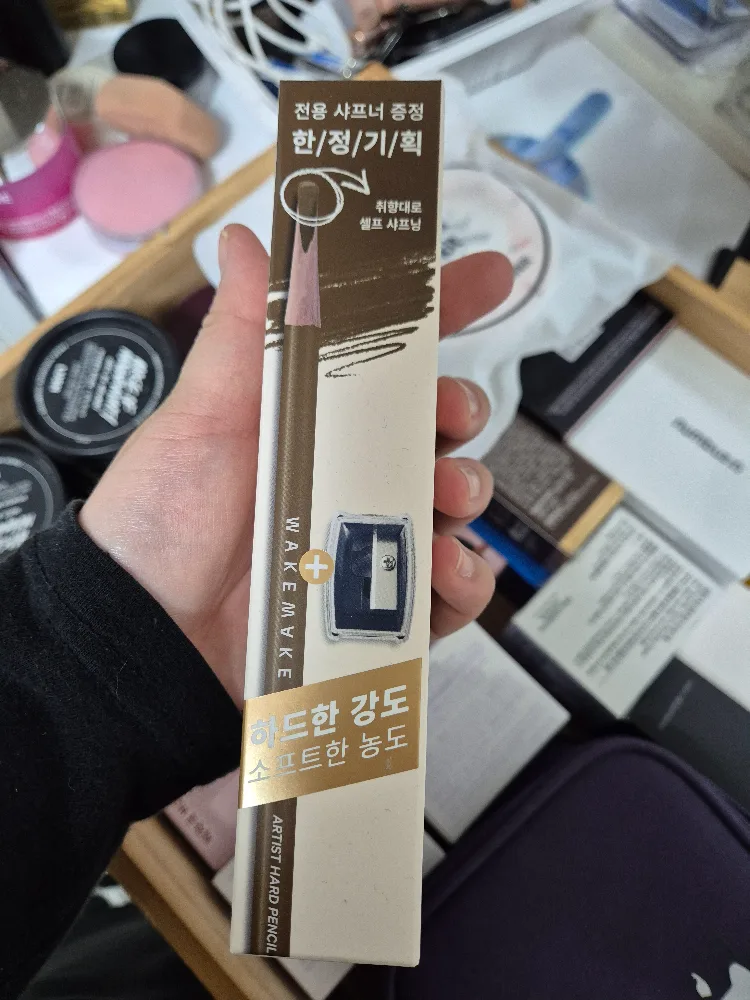 전용 샤프너 증정
한/정/기/획
취향대로
셀프 샤프닝
WAKEMAKE
+
하드한 강도
소프트한 농도
ARTIST HARD PENCIL